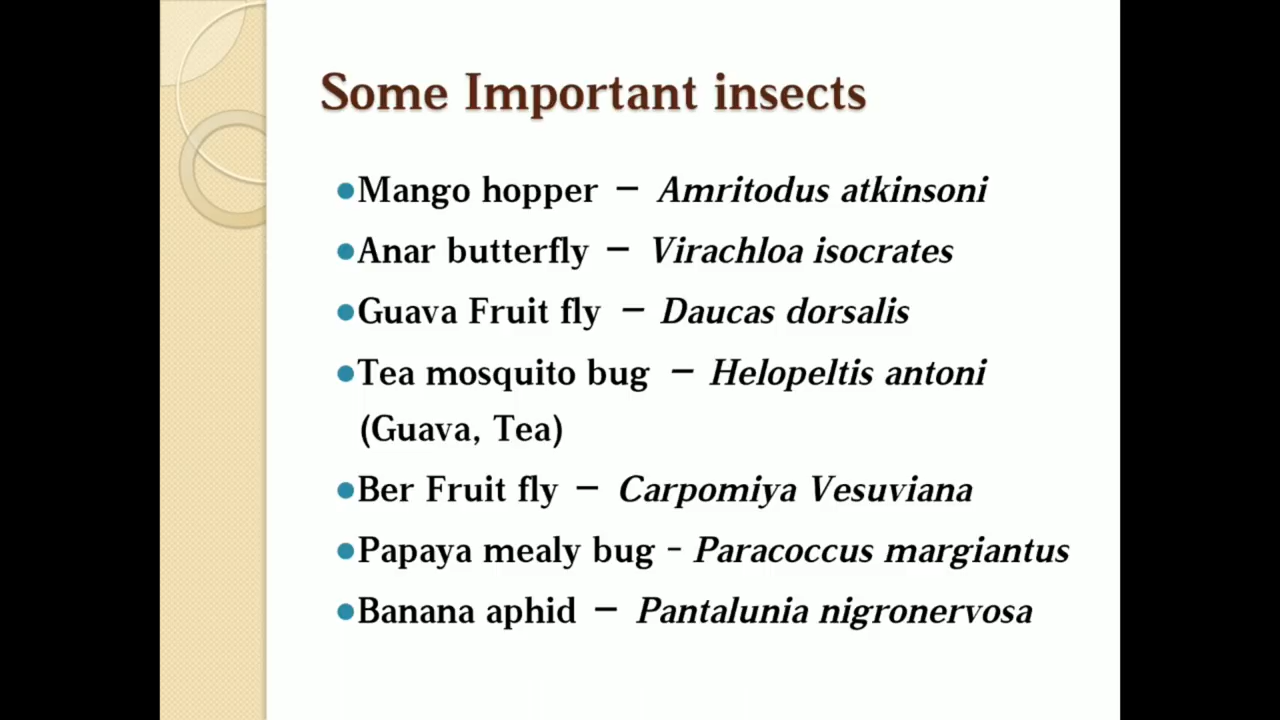 Some Important insects
●Mango hopper – Amritodus atkinsoni
●Anar butterfly – Virachloa isocrates
●Guava Fruit fly – Daucas dorsalis
●Tea mosquito bug – Helopeltis antoni
(Guava, Tea)
●Ber Fruit fly – Carpomiya Vesuviana
●Papaya mealy bug - Paracoccus margiantus
●Banana aphid – Pantalunia nigronervosa